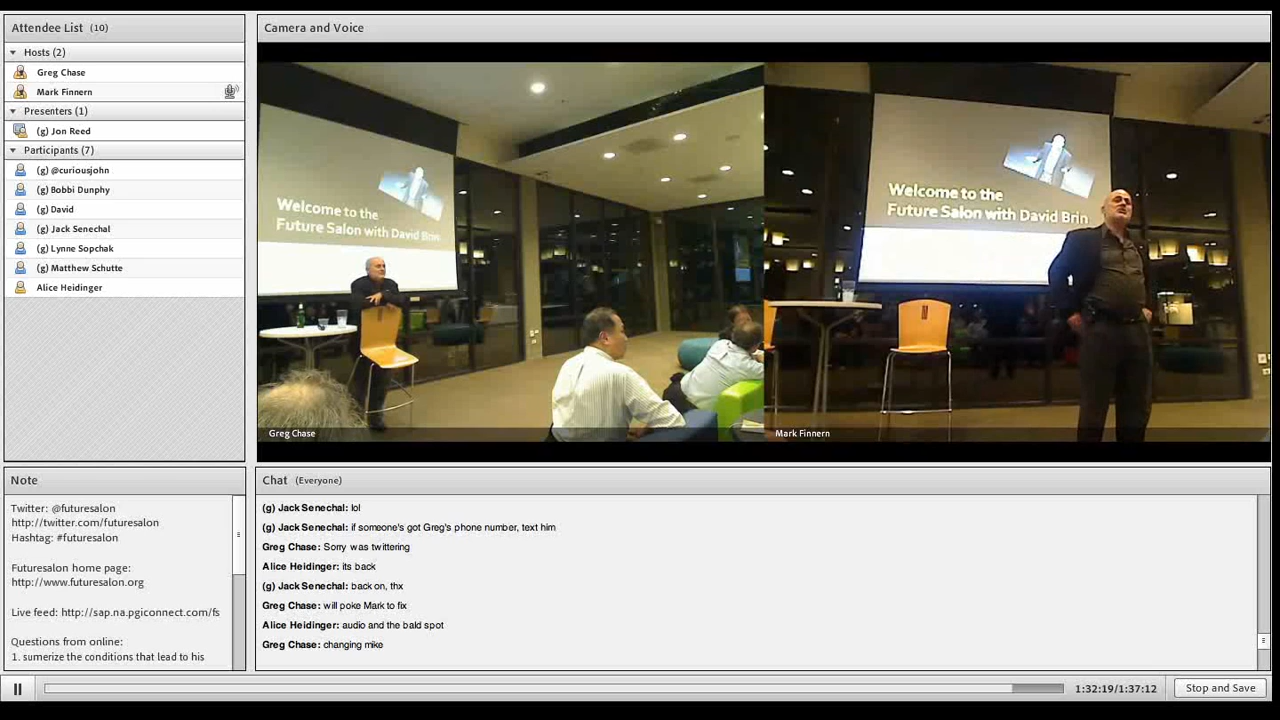 Attendee List (10)
Hosts (2)
Greg Chase
Mark Finnern
Presenters (1)
(g) Jon Reed
Participants (7)
(g) @curiousjohn
(g) Bobbi Dunphy
(g) David
(g) Jack Senechal
(g) Lynne Sopchak
(g) Matthew Schutte
Alice Heidinger
Camera and Voice
Welcome to the
Future Salon with David Brin
Greg Chase
Welcome to the
Future Salon with David Brin
Mark Finnern
Note
Twitter: @futuresalon
http://twitter.com/futuresalon
Hashtag: #futuresalon
Futuresalon home page:
http://www.futuresalon.org
Live feed: http://sap.na.pgiconnect.com/fs
Questions from online:
1. sumerize the conditions that lead to his
Chat (Everyone)
(g) Jack Senechal: lol
(g) Jack Senechal: if someone's got Greg's phone number, text him
Greg Chase: Sorry was twittering
Alice Heidinger: its back
(g) Jack Senechal: back on, thx
Greg Chase: will poke Mark to fix
Alice Heidinger: audio and the bald spot
Greg Chase: changing mike
1:32:19/1:37:12
Stop and Save